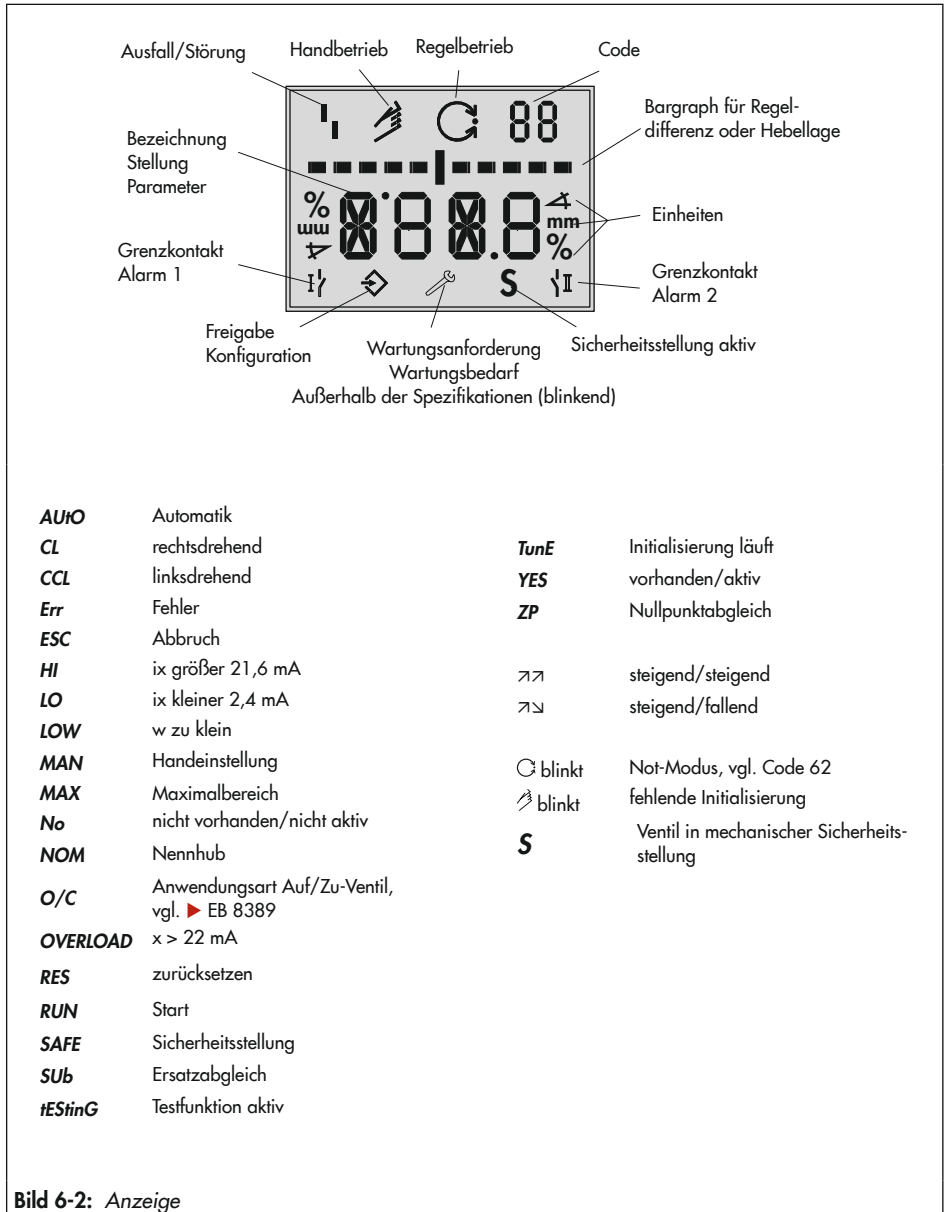 Ausfall/Störung
Handbetrieb
Regelbetrieb
Code
88
Bargraph für Regel-
differenz oder Hebellage
Bezeichnung
Stellung
Parameter
%
mm
8.88.8
mm
%
Einheiten
Grenzkontakt
Alarm 1
I
S
II
Grenzkontakt
Alarm 2
Freigabe
Konfiguration
Wartungsanforderung
Wartungsbedarf
Außerhalb der Spezifikationen (blinkend)
Sicherheitsstellung aktiv
AUtO Automatik
CL rechtsdrehend
CCL linksdrehend
Err Fehler
ESC Abbruch
HI ix größer 21,6 mA
LO ix kleiner 2,4 mA
LOW w zu klein
MAN Handeinstellung
MAX Maximalbereich
No nicht vorhanden/nicht aktiv
NOM Nennhub
O/C Anwendungsart Auf/Zu-Ventil,
vgl. ► EB 8389
OVERLOAD x > 22 mA
RES zurücksetzen
RUN Start
SAFE Sicherheitsstellung
SUb Ersatzabgleich
tEStinG Testfunktion aktiv
TunE Initialisierung läuft
YES vorhanden/aktiv
ZP Nullpunktabgleich
↗↗ steigend/steigend
↗↘ steigend/fallend
blinkt Not-Modus, vgl. Code 62
blinkt fehlende Initialisierung
S Ventil in mechanischer Sicherheits-
stellung
Bild 6-2: Anzeige